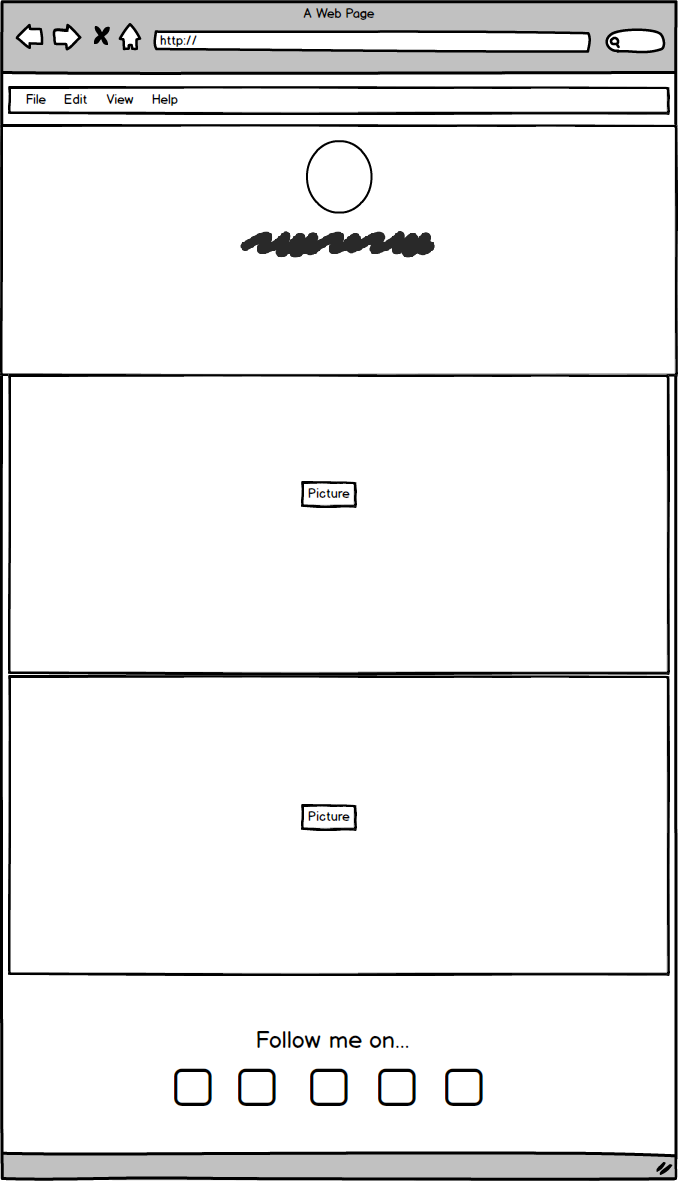 A Web Page
http://
File Edit View Help
Picture
Picture
Follow me on...